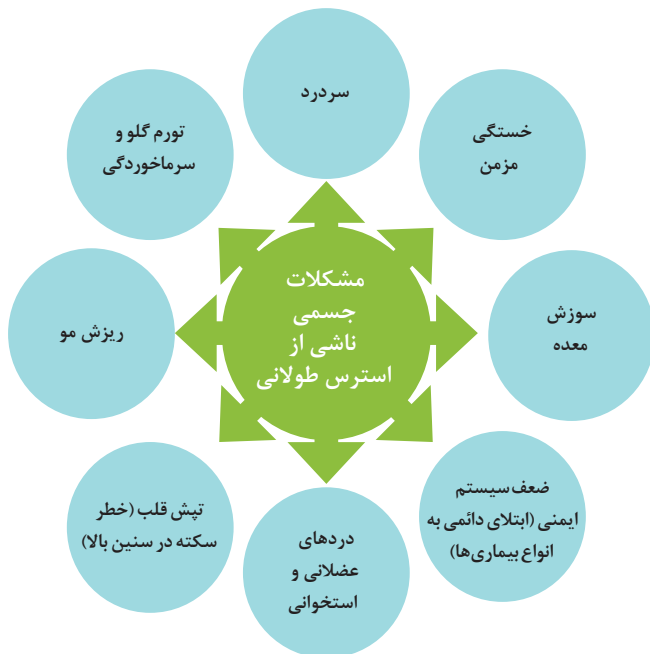 مشکلات
جسمی
ناشی از
استرس طولانی
سردرد
خستگی
مزمن
سوزش
معده
ضعف سیستم
ایمنی (ابتلای دائمی به
انواع بیماری‌ها)
دردهای
عضلانی و
استخوانی
تپش قلب (خطر
سکته در سنین بالا)
ریزش مو
تورم گلو و
سرماخوردگی